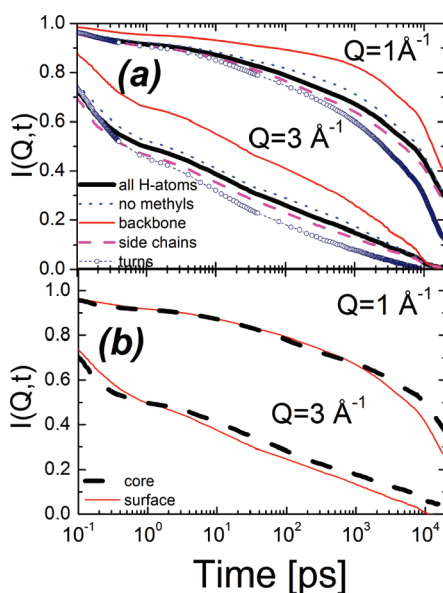 1.0
0.8
0.6
0.4
0.2
0.0
I(Q,t)
(a)
Q=1Å⁻¹
Q=3 Å⁻¹
all H-atoms
no methyls
backbone
side chains
turns
1.0
0.8
0.6
0.4
0.2
0.0
I(Q,t)
(b)
Q=1 Å⁻¹
Q=3 Å⁻¹
core
surface
10⁻¹ 10⁰ 10¹ 10² 10³ 10⁴
Time [ps]